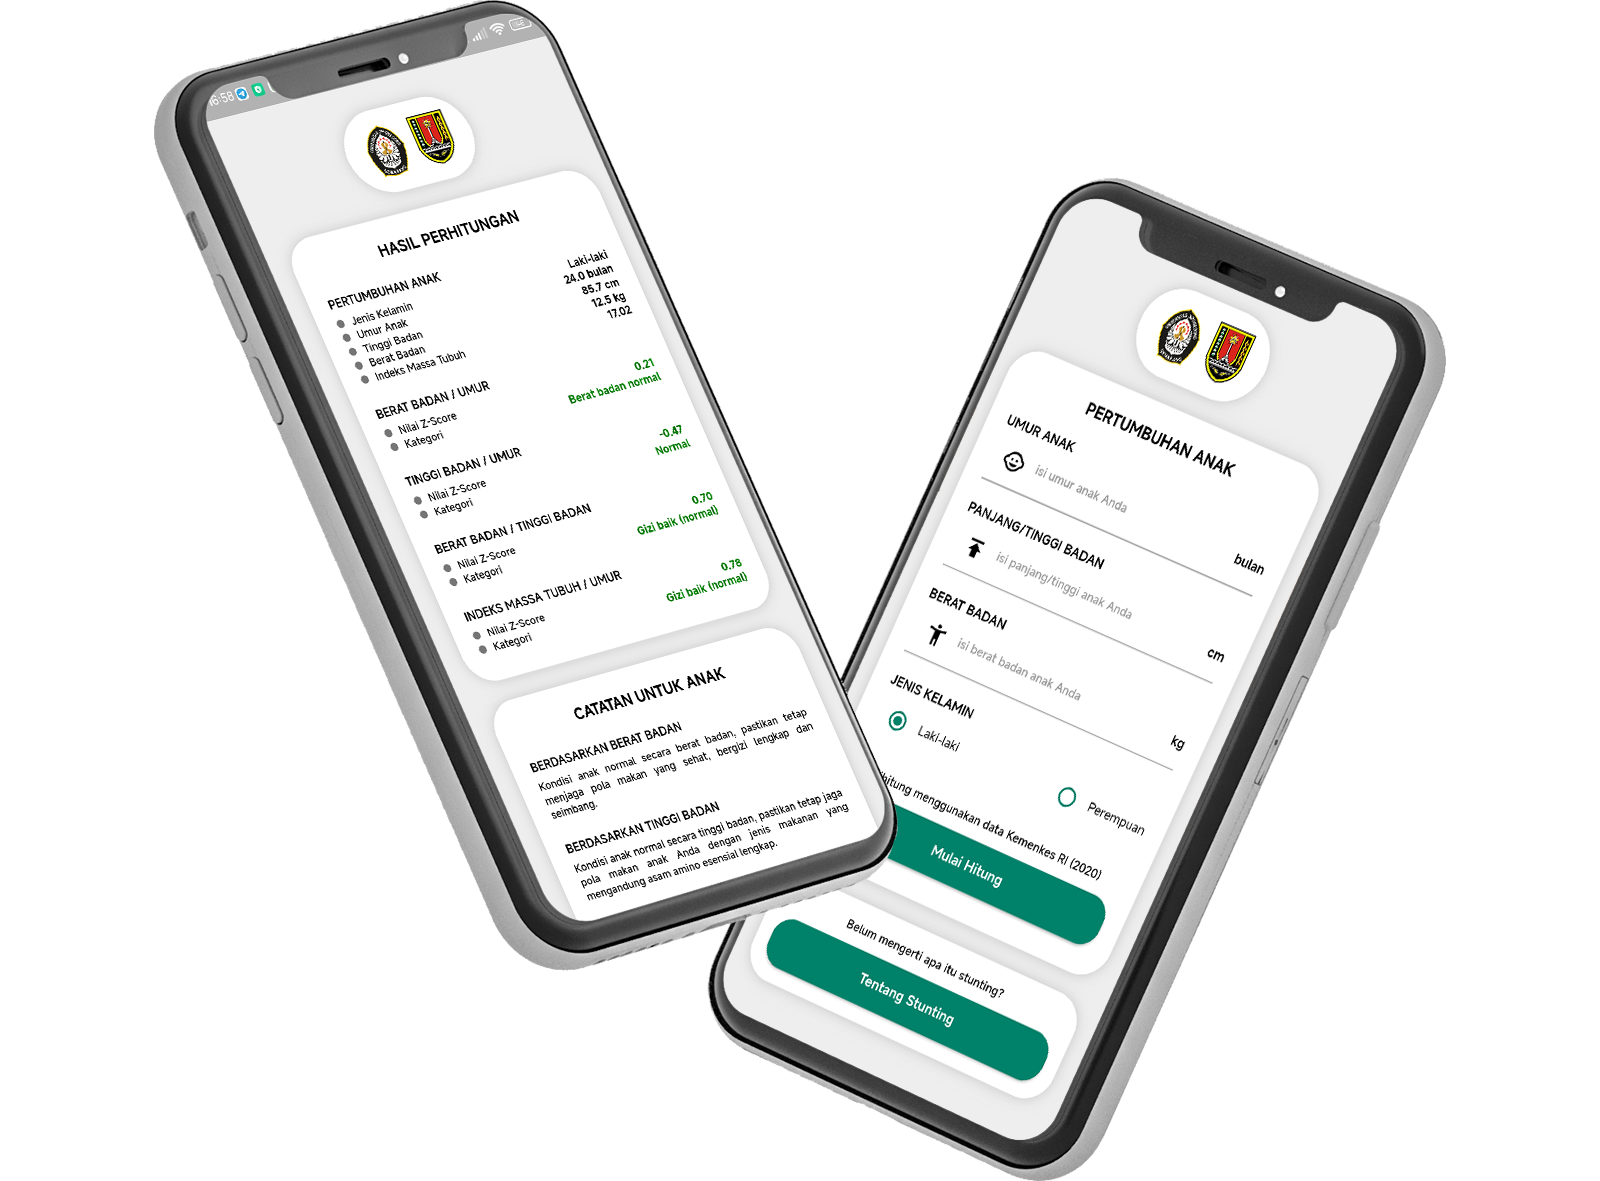 16:58
HASIL PERHITUNGAN
PERTUMBUHAN ANAK
Jenis Kelamin Laki-laki
Umur Anak 24.0 bulan
Tinggi Badan 85.7 cm
Berat Badan 12.5 kg
Indeks Massa Tubuh 17.02
BERAT BADAN / UMUR
Nilai Z-Score 0.21
Kategori Berat badan normal
TINGGI BADAN / UMUR
Nilai Z-Score -0.47
Kategori Normal
BERAT BADAN / TINGGI BADAN
Nilai Z-Score 0.70
Kategori Gizi baik (normal)
INDEKS MASSA TUBUH / UMUR
Nilai Z-Score 0.78
Kategori Gizi baik (normal)
CATATAN UNTUK ANAK
BERDASARKAN BERAT BADAN
Kondisi anak normal secara berat badan, pastikan tetap
menjaga pola makan yang sehat, bergizi lengkap dan
seimbang.
BERDASARKAN TINGGI BADAN
Kondisi anak normal secara tinggi badan, pastikan tetap jaga
pola makan anak Anda dengan jenis makanan yang
mengandung asam amino esensial lengkap.
PERTUMBUHAN ANAK
UMUR ANAK
isi umur anak Anda
bulan
PANJANG/TINGGI BADAN
isi panjang/tinggi anak Anda
cm
BERAT BADAN
isi berat badan anak Anda
kg
JENIS KELAMIN
Laki-laki
Perempuan
hitung menggunakan data Kemenkes RI (2020)
Mulai Hitung
Belum mengerti apa itu stunting?
Tentang Stunting